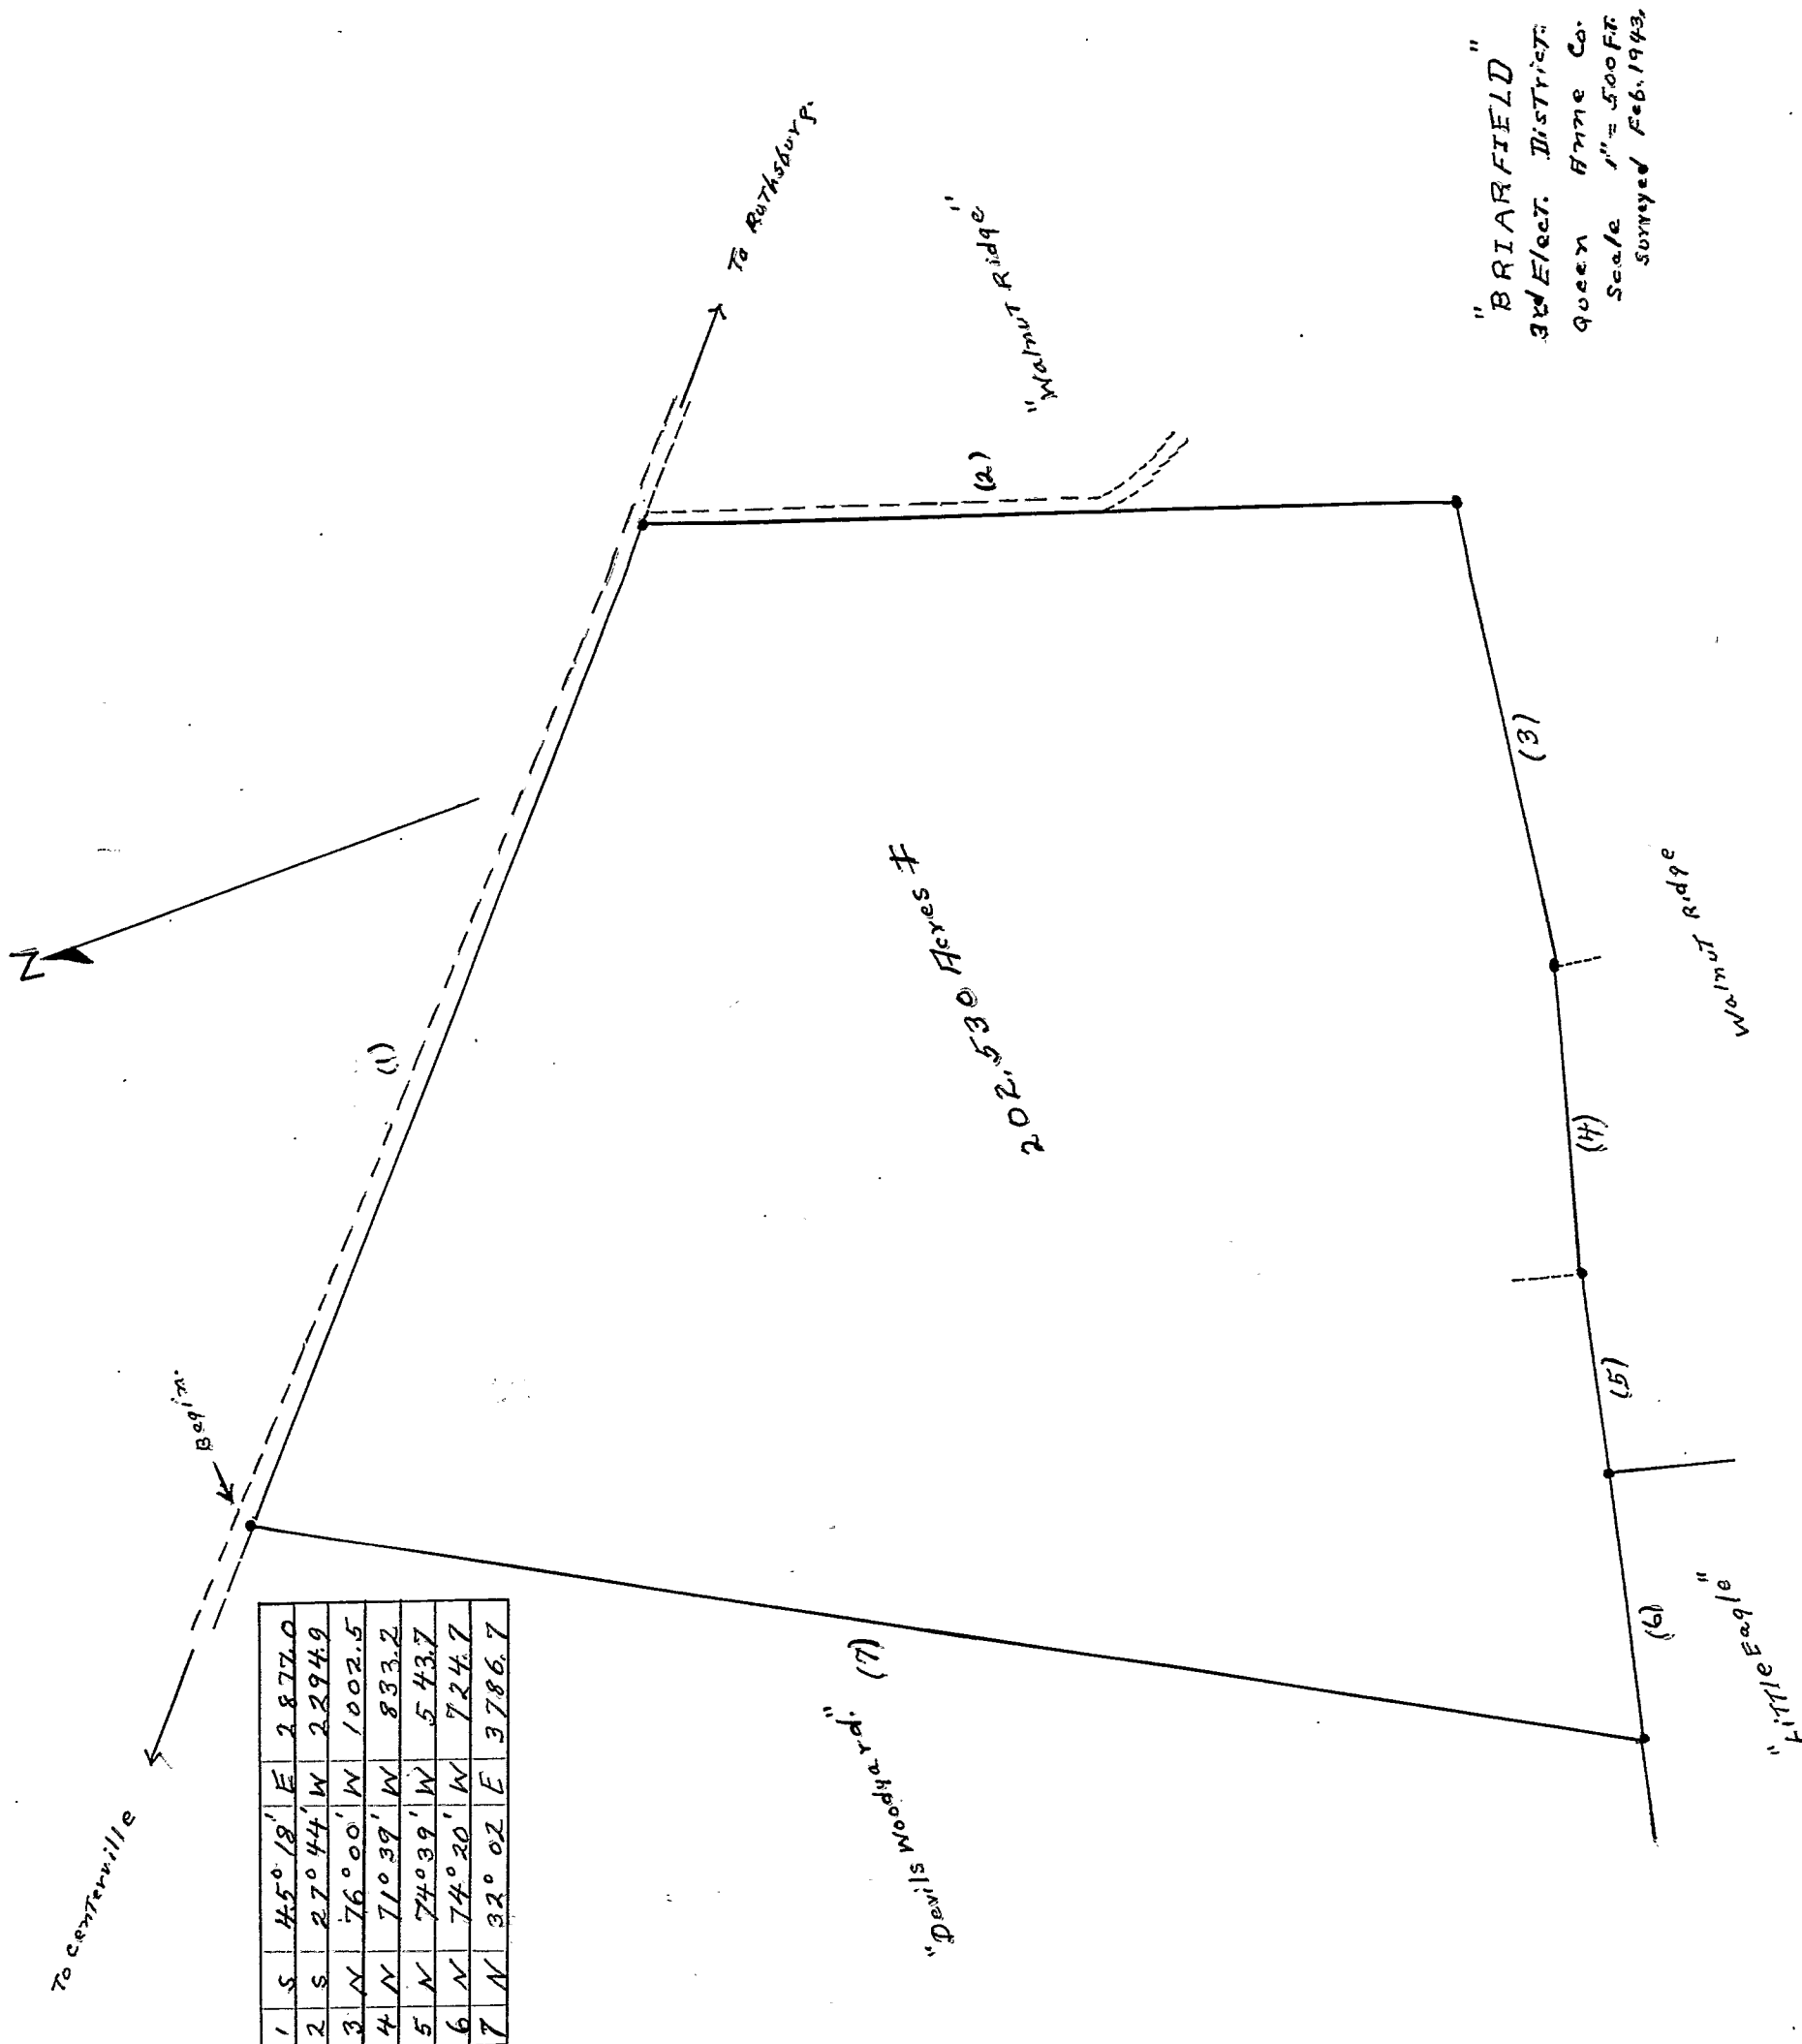 To Centerville
Begin.
N
To Ruthsburg.
1 S 45° 18' E 2877.0
2 S 27° 44' W 2294.9
3 N 76° 00' W 1002.5
4 N 71° 39' W 833.2
5 N 74° 39' W 543.7
6 N 74° 20' W 724.7
7 N 32° 02 E 3786.7
(1)
(2)
"Walnut Ridge"
202.530 Acres ∓
"Devils Woodyard."
(7)
(3)
(4)
(5)
(6)
Walnut Ridge
"Little Eagle"
"BRIARFIELD"
3rd Elect. District.
Queen Anne Co.
Scale 1" = 500 FT.
Surveyed Feb. 1943,